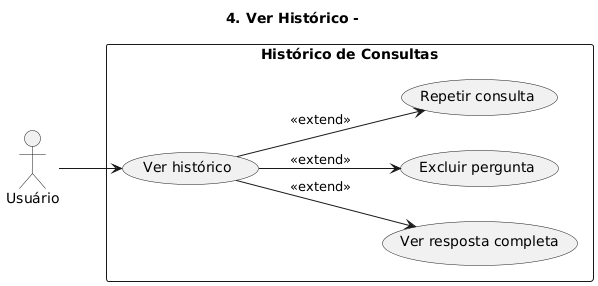 4. Ver Histórico -
Histórico de Consultas
Repetir consulta
«extend»
Ver histórico
«extend»
Excluir pergunta
«extend»
Usuário
Ver resposta completa